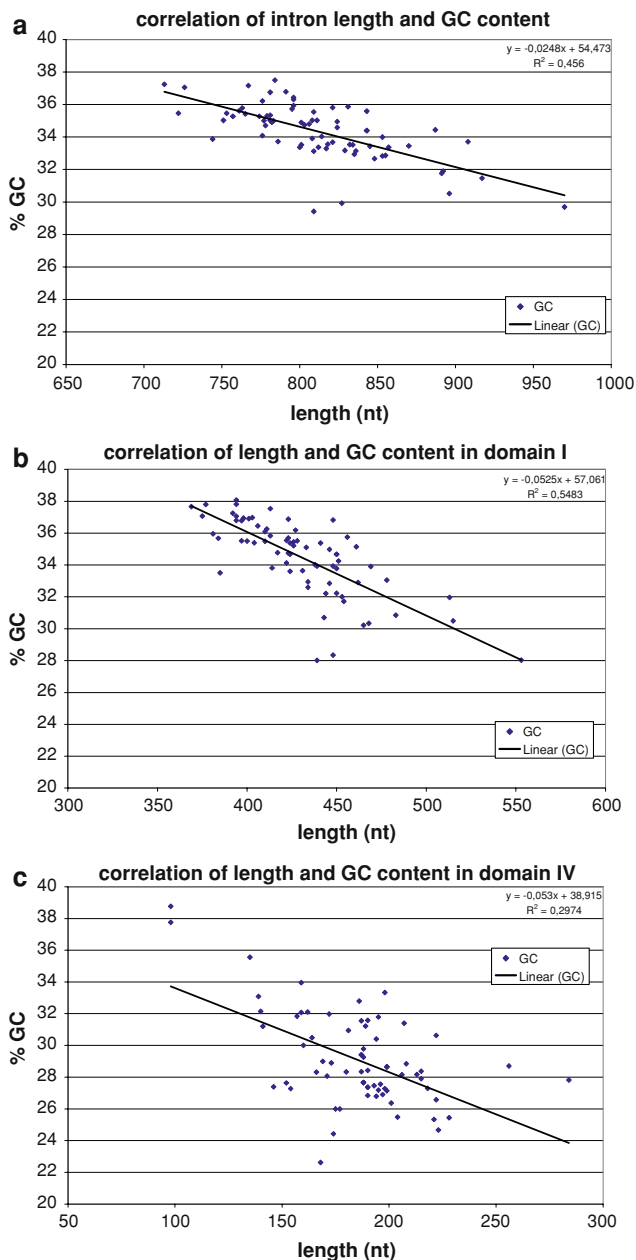 a
correlation of intron length and GC content
y = -0,0248x + 54,473
R² = 0,456
40
38
36
34
32
30
28
26
24
22
20
% GC
GC
Linear (GC)
650 700 750 800 850 900 950 1000
length (nt)
b
correlation of length and GC content in domain I
y = -0,0525x + 57,061
R² = 0,5483
40
38
36
34
32
30
28
26
24
22
20
% GC
GC
Linear (GC)
300 350 400 450 500 550 600
length (nt)
c
correlation of length and GC content in domain IV
y = -0,053x + 38,915
R² = 0,2974
40
38
36
34
32
30
28
26
24
22
20
% GC
GC
Linear (GC)
50 100 150 200 250 300
length (nt)